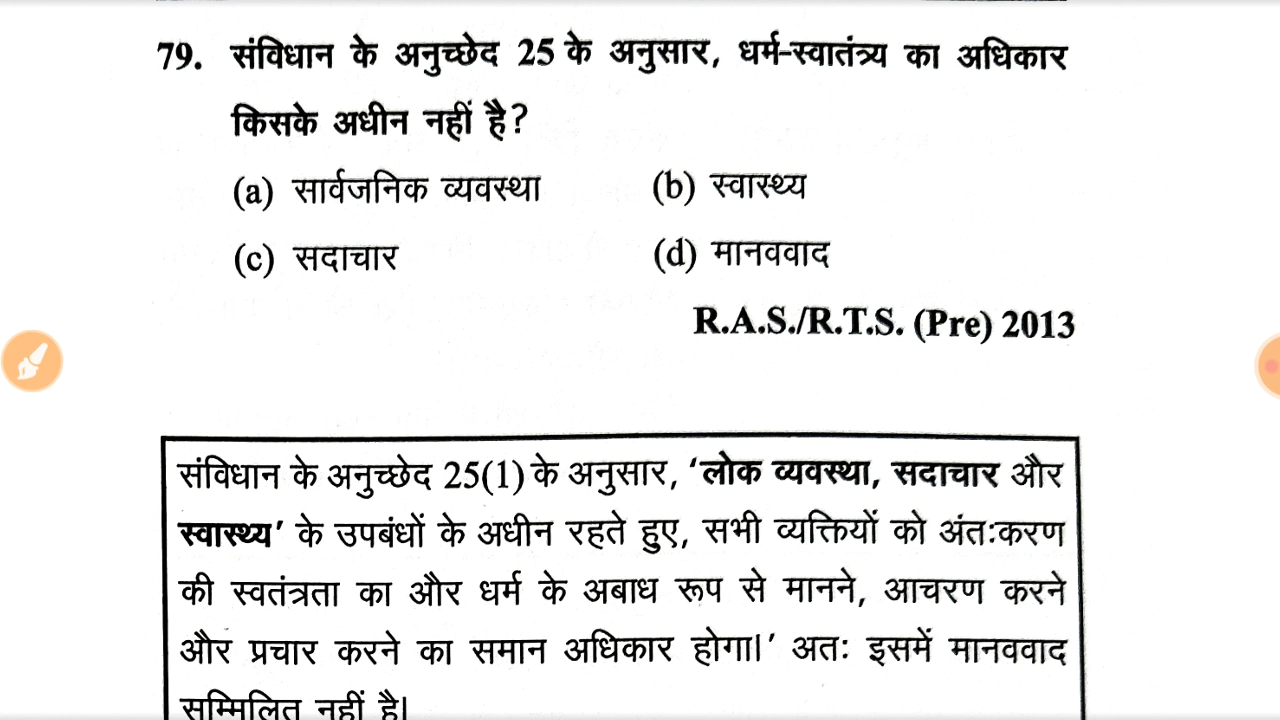 79. संविधान के अनुच्छेद 25 के अनुसार, धर्म-स्वातंत्र्य का अधिकार
किसके अधीन नहीं है?
(a) सार्वजनिक व्यवस्था (b) स्वास्थ्य
(c) सदाचार (d) मानववाद
R.A.S./R.T.S. (Pre) 2013
संविधान के अनुच्छेद 25(1) के अनुसार, ‘लोक व्यवस्था, सदाचार और
स्वास्थ्य’ के उपबंधों के अधीन रहते हुए, सभी व्यक्तियों को अंतःकरण
की स्वतंत्रता का और धर्म के अबाध रूप से मानने, आचरण करने
और प्रचार करने का समान अधिकार होगा।’ अतः इसमें मानववाद
सम्मिलित नहीं है।